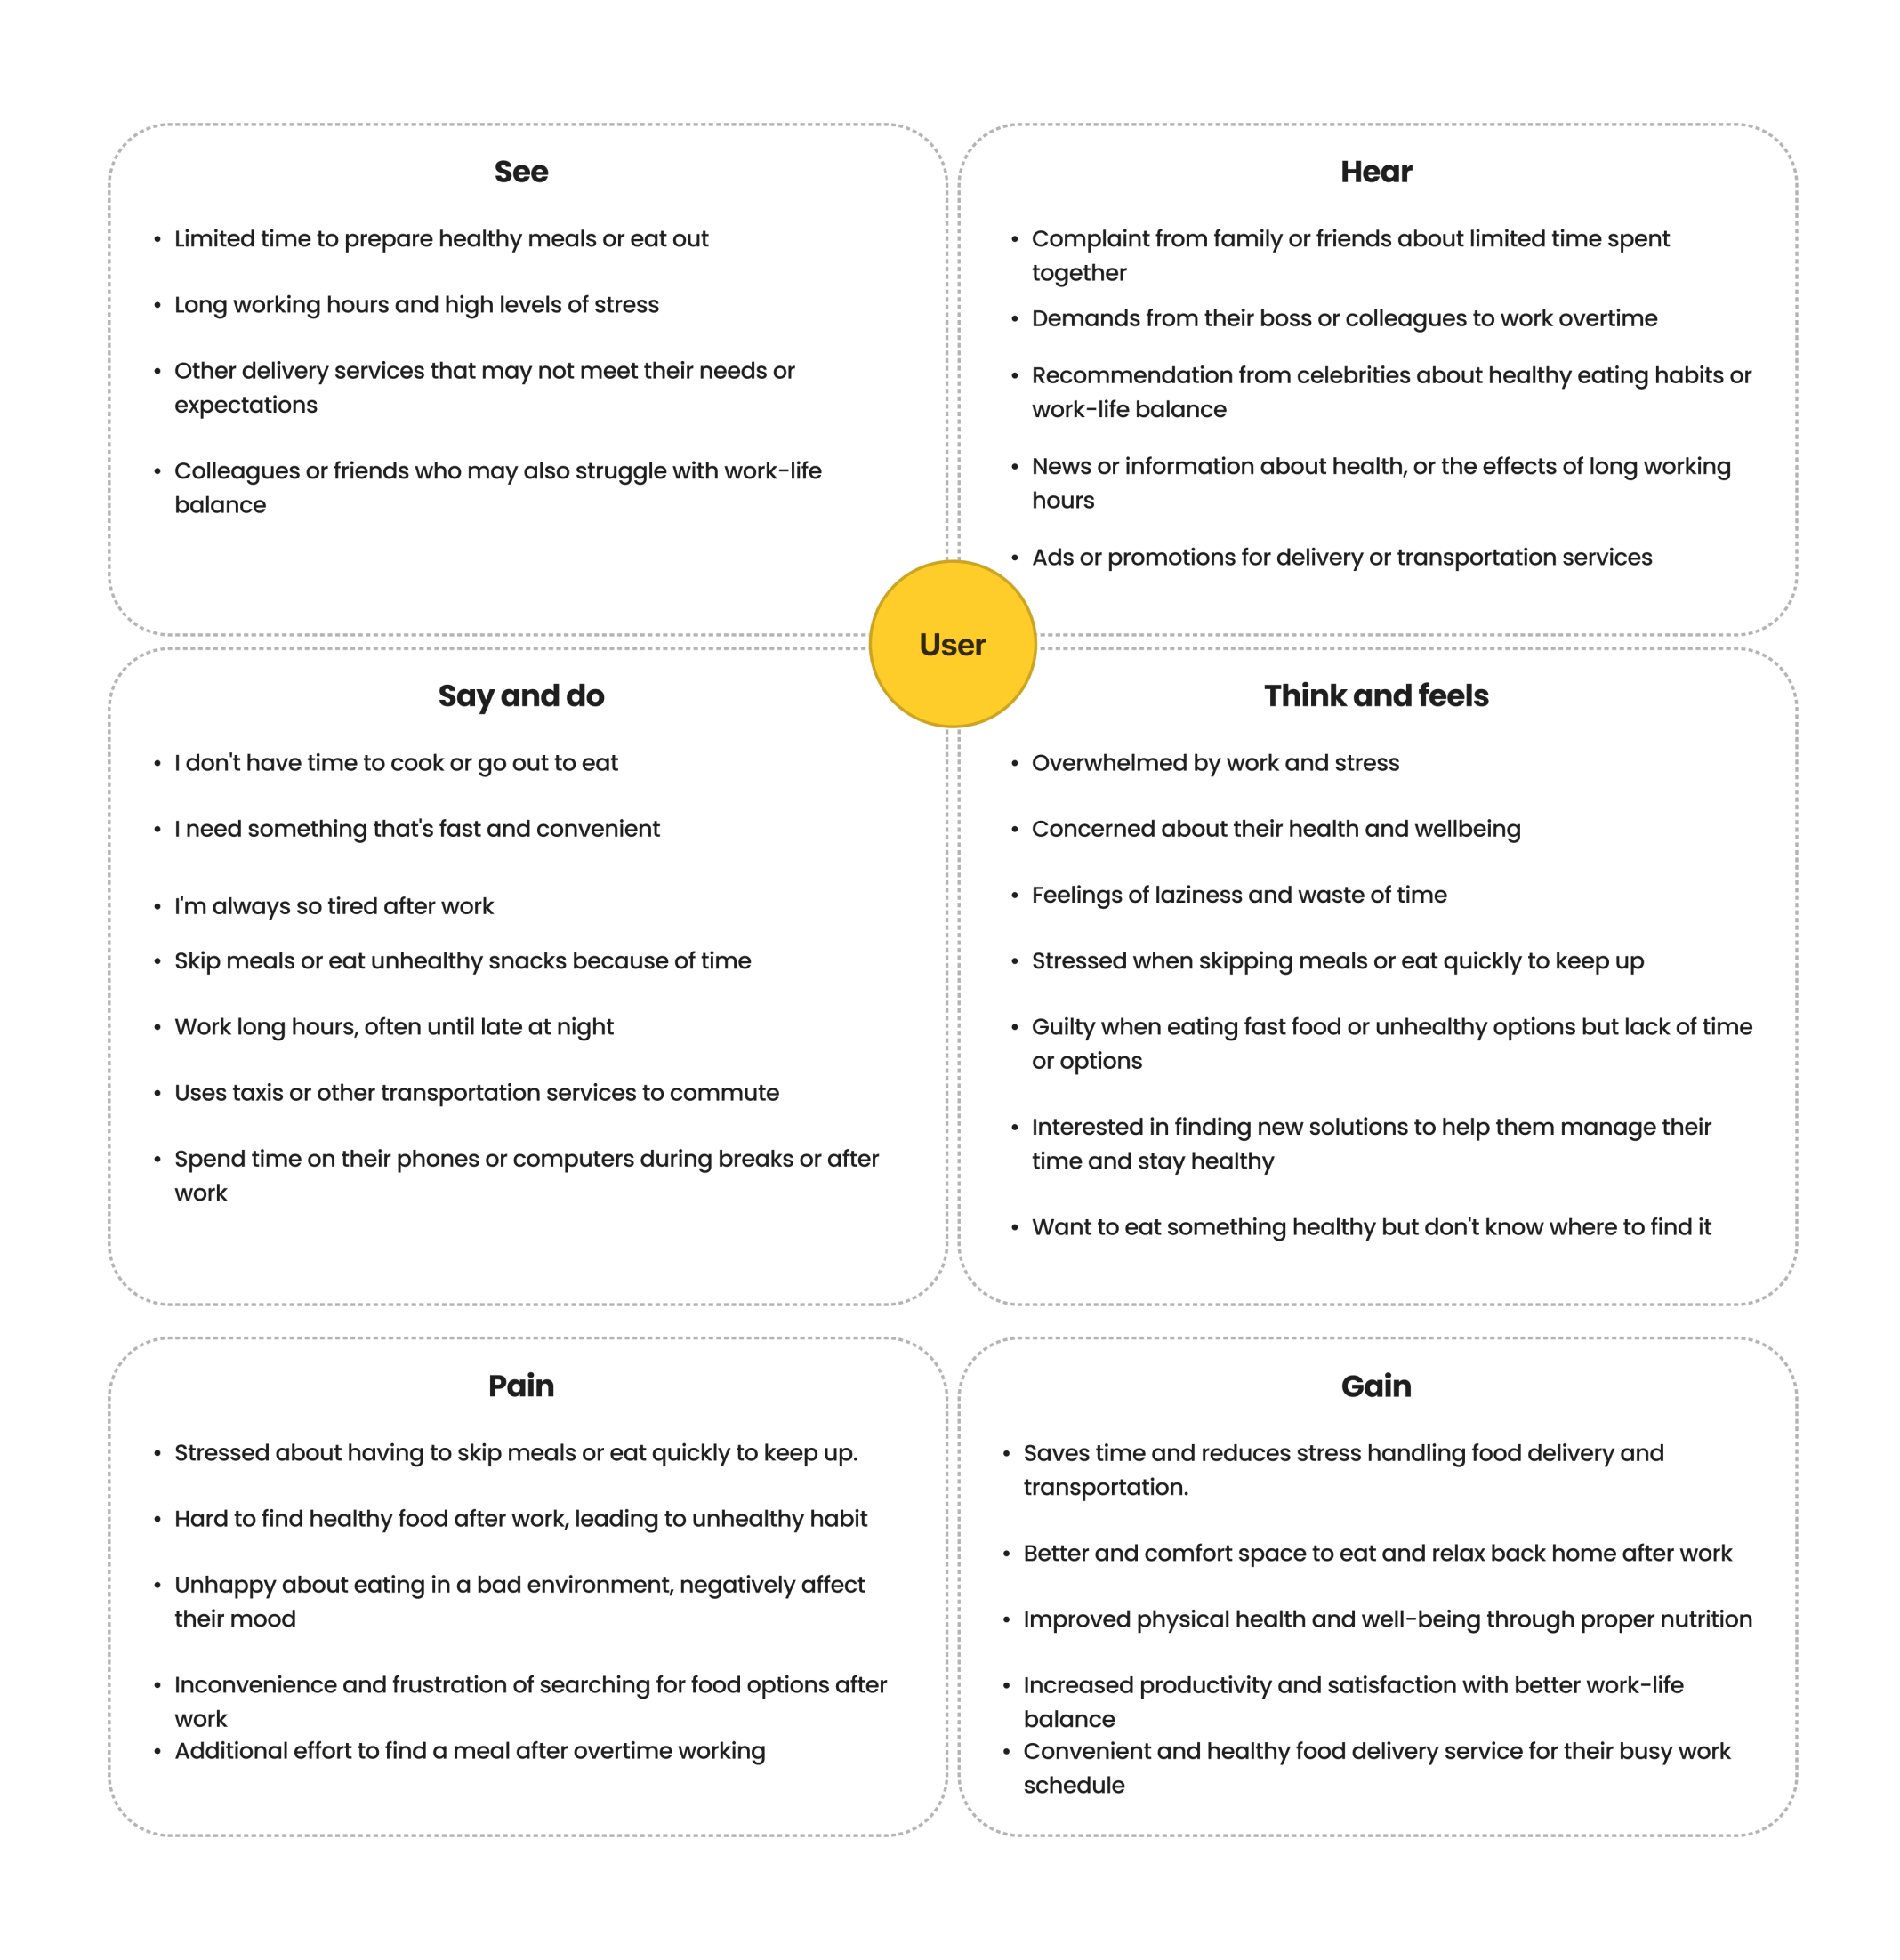 See
• Limited time to prepare healthy meals or eat out
• Long working hours and high levels of stress
• Other delivery services that may not meet their needs or
expectations
• Colleagues or friends who may also struggle with work-life
balance
Hear
• Complaint from family or friends about limited time spent
together
• Demands from their boss or colleagues to work overtime
• Recommendation from celebrities about healthy eating habits or
work-life balance
• News or information about health, or the effects of long working
hours
• Ads or promotions for delivery or transportation services
User
Say and do
• I don't have time to cook or go out to eat
• I need something that's fast and convenient
• I'm always so tired after work
• Skip meals or eat unhealthy snacks because of time
• Work long hours, often until late at night
• Uses taxis or other transportation services to commute
• Spend time on their phones or computers during breaks or after
work
Think and feels
• Overwhelmed by work and stress
• Concerned about their health and wellbeing
• Feelings of laziness and waste of time
• Stressed when skipping meals or eat quickly to keep up
• Guilty when eating fast food or unhealthy options but lack of time
or options
• Interested in finding new solutions to help them manage their
time and stay healthy
• Want to eat something healthy but don't know where to find it
Pain
• Stressed about having to skip meals or eat quickly to keep up.
• Hard to find healthy food after work, leading to unhealthy habit
• Unhappy about eating in a bad environment, negatively affect
their mood
• Inconvenience and frustration of searching for food options after
work
• Additional effort to find a meal after overtime working
Gain
• Saves time and reduces stress handling food delivery and
transportation.
• Better and comfort space to eat and relax back home after work
• Improved physical health and well-being through proper nutrition
• Increased productivity and satisfaction with better work-life
balance
• Convenient and healthy food delivery service for their busy work
schedule